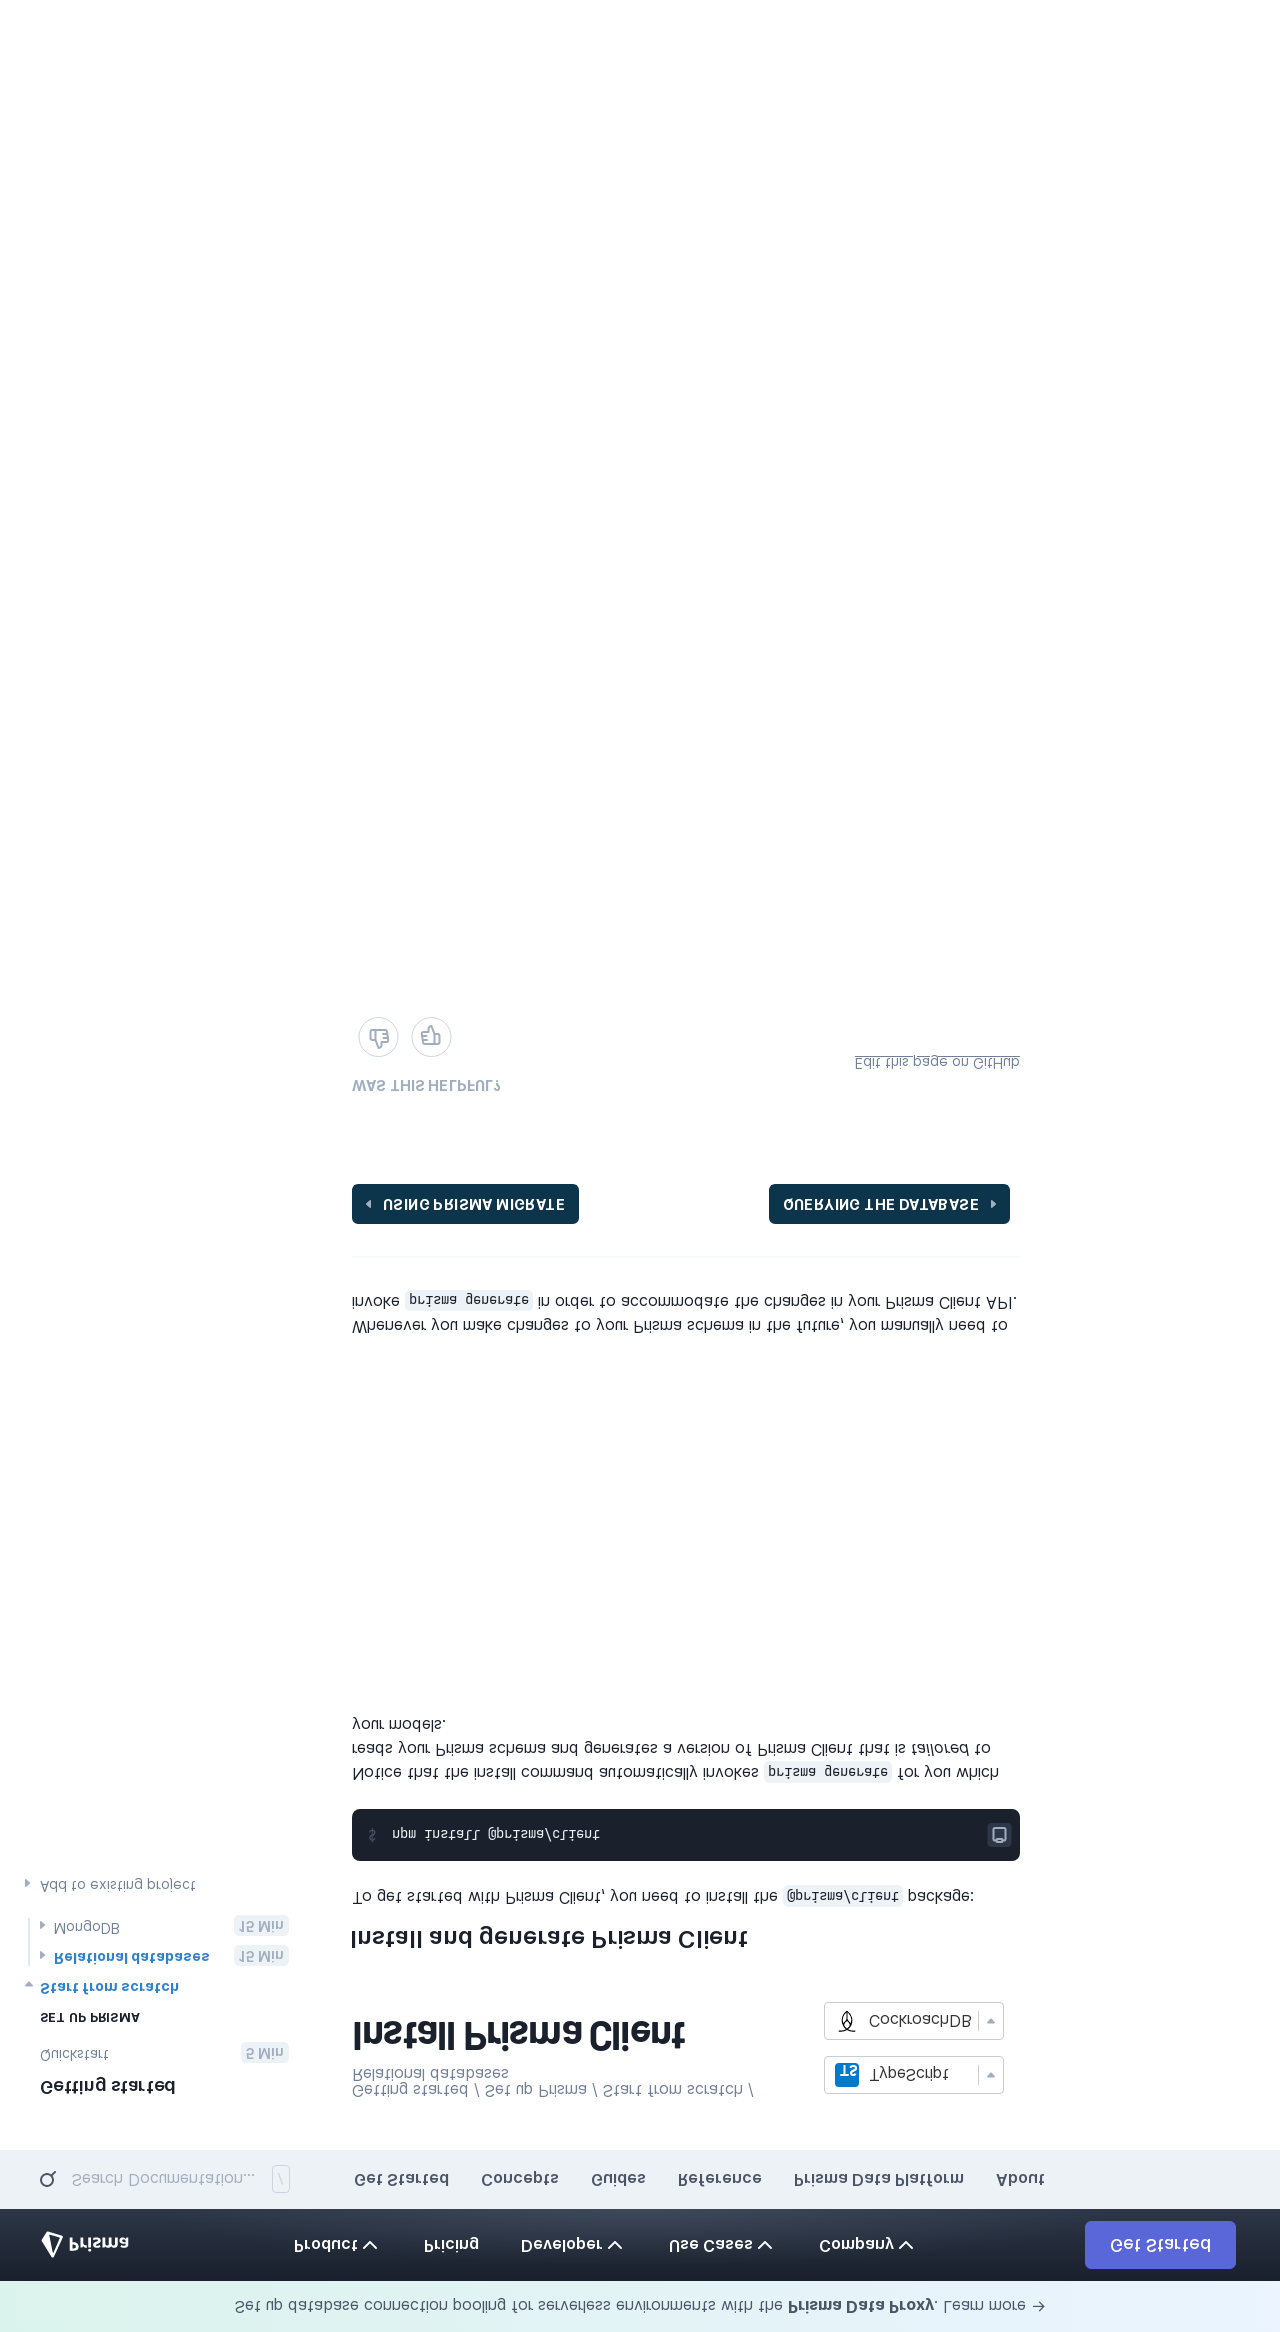 Set up database connection pooling for serverless environments with the Prisma Data Proxy. Learn more →
Prisma
Product
Pricing
Developer
Use Cases
Company
Get Started
Search Documentation...
/
Get Started
Concepts
Guides
Reference
Prisma Data Platform
About
Getting started
Quickstart
5 Min
SET UP PRISMA
Start from scratch
Relational databases
15 Min
MongoDB
15 Min
Add to existing project
Getting started / Set up Prisma / Start from scratch /
Relational databases
TypeScript
TS
CockroachDB
Install Prisma Client
Install and generate Prisma Client
To get started with Prisma Client, you need to install the @prisma/client package:
$ npm install @prisma/client
Notice that the install command automatically invokes prisma generate for you which
reads your Prisma schema and generates a version of Prisma Client that is tailored to
your models.
Whenever you make changes to your Prisma schema in the future, you manually need to
invoke prisma generate in order to accommodate the changes in your Prisma Client API.
USING PRISMA MIGRATE
QUERYING THE DATABASE
WAS THIS HELPFUL?
Edit this page on GitHub